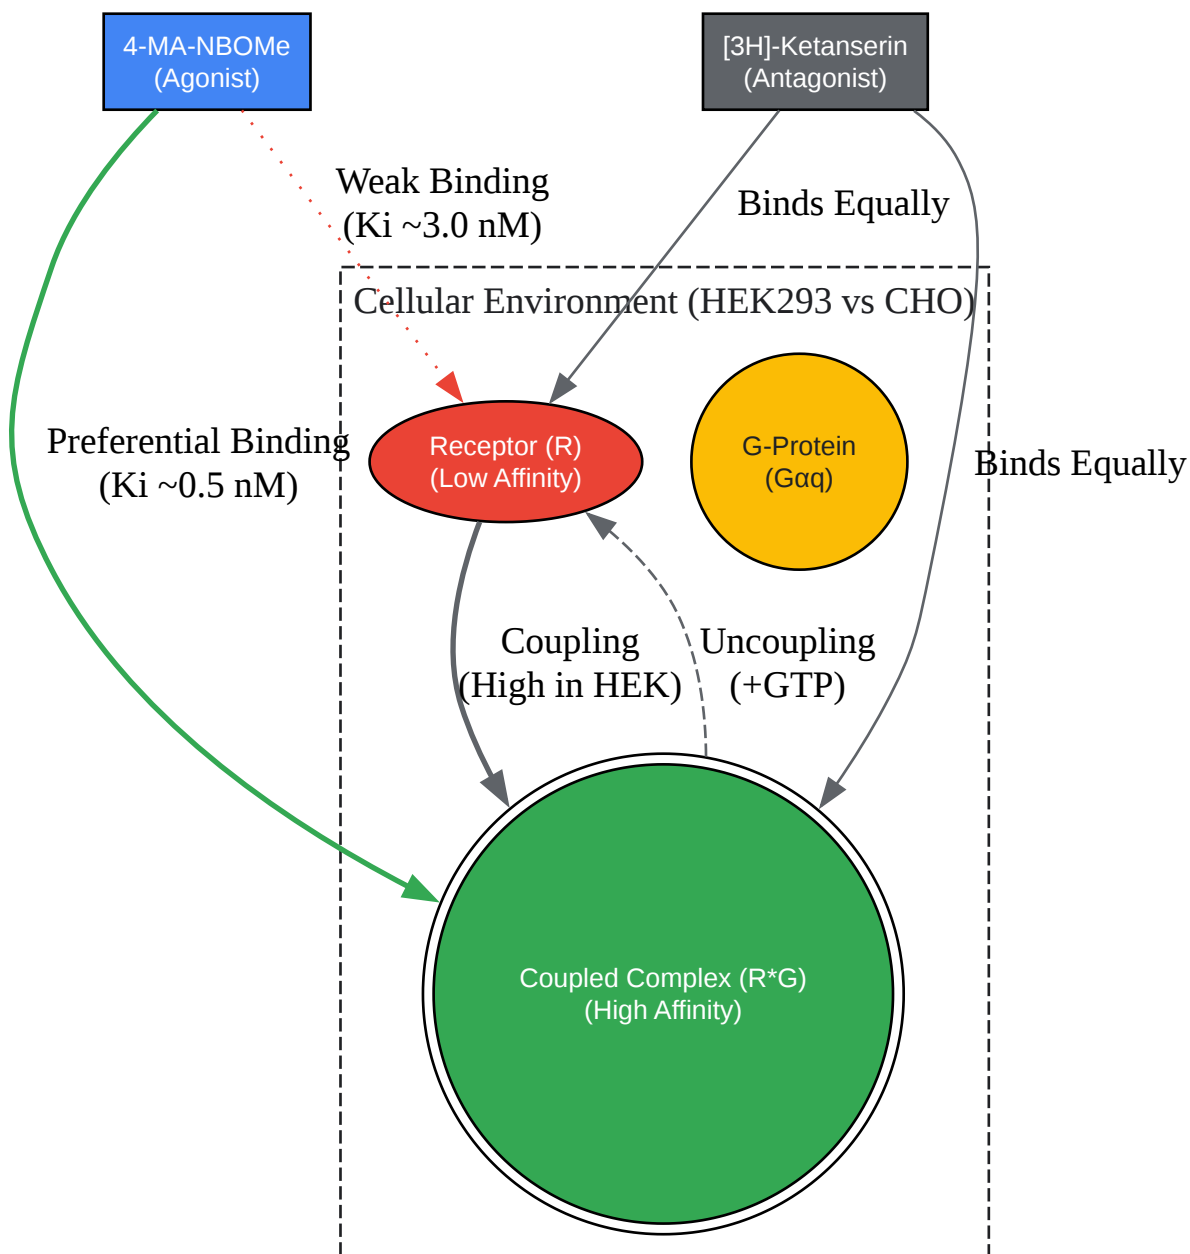 4-MA-NBOMe
(Agonist)
[3H]-Ketanserin
(Antagonist)
Weak Binding
(Ki ~3.0 nM)
Binds Equally
Cellular Environment (HEK293 vs CHO)
Preferential Binding
(Ki ~0.5 nM)
Receptor (R)
(Low Affinity)
G-Protein
(Gαq)
Binds Equally
Coupling
(High in HEK)
Uncoupling
(+GTP)
Coupled Complex (R*G)
(High Affinity)